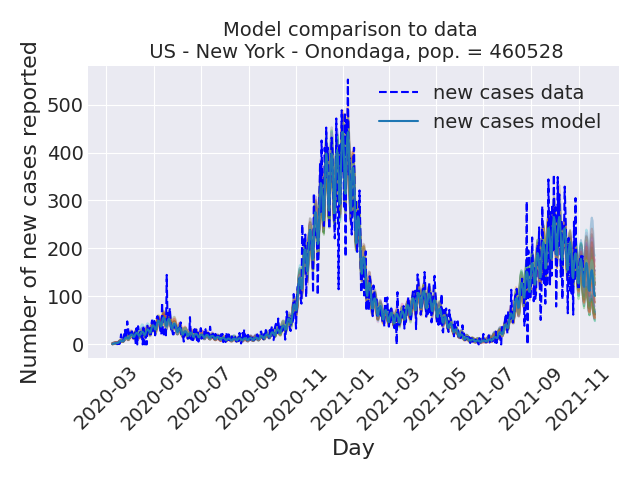 Model comparison to data
US - New York - Onondaga, pop. = 460528
Number of new cases reported
500
400
300
200
100
0
new cases data
new cases model
2020-03
2020-05
2020-07
2020-09
2020-11
2021-01
2021-03
2021-05
2021-07
2021-09
2021-11
Day